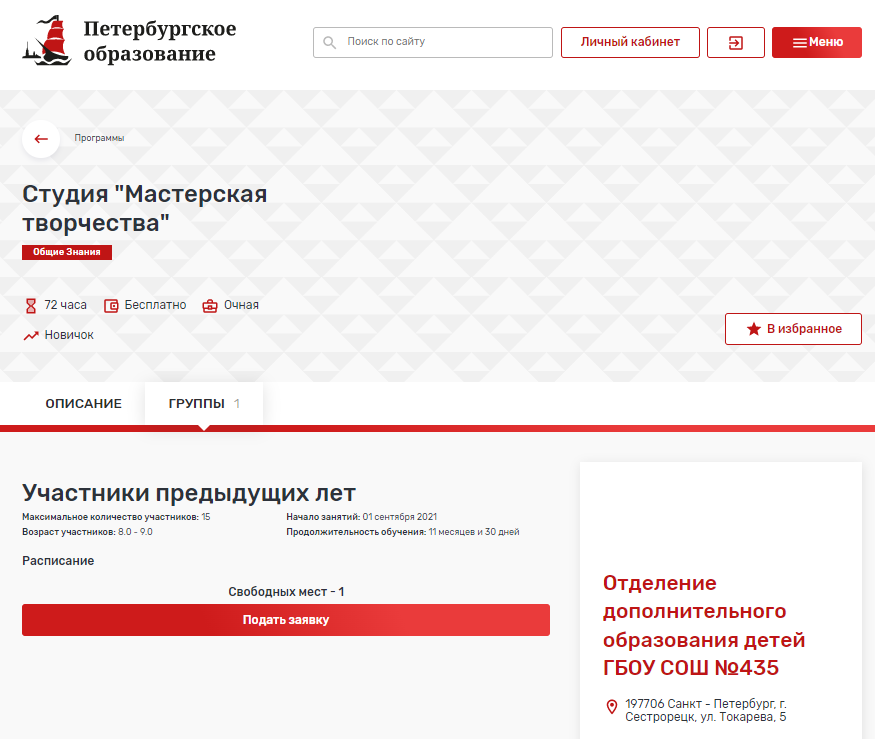 Петербургское
образование
Поиск по сайту
Личный кабинет
Меню
Программы
Студия "Мастерская
творчества"
Общие Знания
72 часа
Бесплатно
Очная
Новичок
В избранное
ОПИСАНИЕ
ГРУППЫ 1
Участники предыдущих лет
Максимальное количество участников: 15
Начало занятий: 01 сентября 2021
Возраст участников: 8.0 - 9.0
Продолжительность обучения: 11 месяцев и 30 дней
Расписание
Свободных мест - 1
Подать заявку
Отделение
дополнительного
образования детей
ГБОУ СОШ №435
197706 Санкт - Петербург, г.
Сестрорецк, ул. Токарева, 5